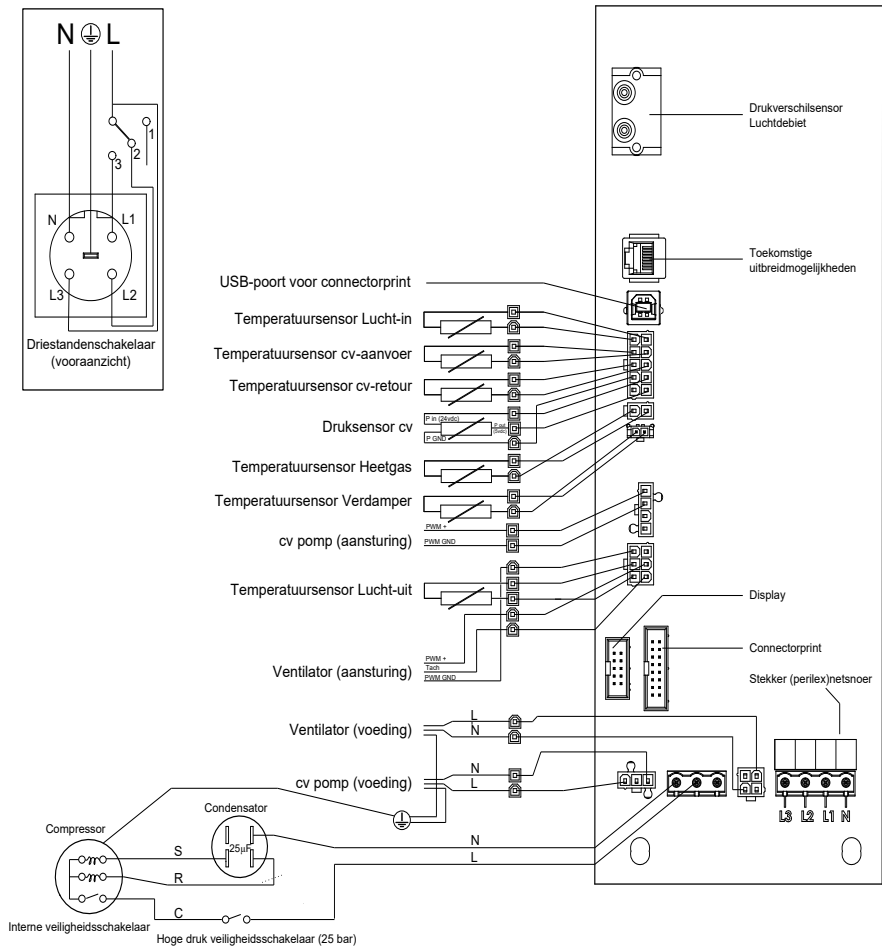 N L
1
2
3
N
L1
L3
L2
Driestandenschakelaar
(vooraanzicht)
Drukverschilsensor
Luchtdebiet
Toekomstige
uitbreidmogelijkheden
USB-poort voor connectorprint
Temperatuursensor Lucht-in
Temperatuursensor cv-aanvoer
Temperatuursensor cv-retour
P in (24vdc)
Druksensor cv
P out
(5vdc)
P GND
Temperatuursensor Heetgas
Temperatuursensor Verdamper
PWM +
cv pomp (aansturing)
PWM GND
Temperatuursensor Lucht-uit
Display
Connectorprint
PWM +
Tach
Ventilator (aansturing)
PWM GND
Stekker (perilex)netsnoer
L
Ventilator (voeding)
N
N
cv pomp (voeding)
L
L3 L2 L1 N
Condensator
Compressor
25µF
N
S
L
R
C
Interne veiligheidsschakelaar
Hoge druk veiligheidsschakelaar (25 bar)